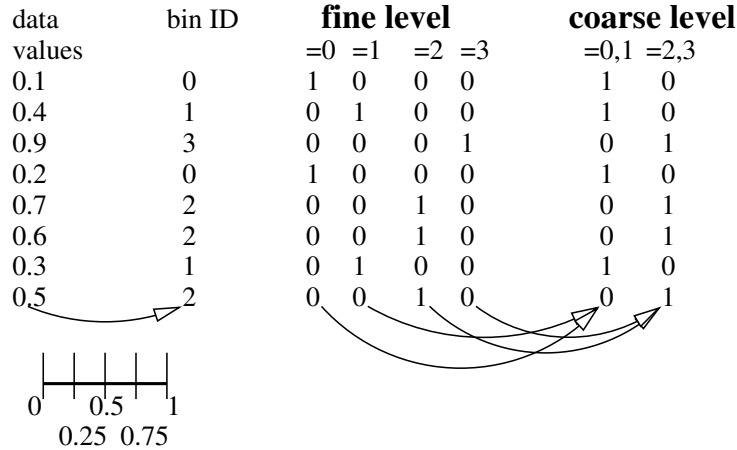 data bin ID fine level coarse level
values =0 =1 =2 =3 =0,1 =2,3
0.1 0 1 0 0 0 1 0
0.4 1 0 1 0 0 1 0
0.9 3 0 0 0 1 0 1
0.2 0 1 0 0 0 1 0
0.7 2 0 0 1 0 0 1
0.6 2 0 0 1 0 0 1
0.3 1 0 1 0 0 1 0
0.5 2 0 0 1 0 0 1
0 0.5 1
0.25 0.75